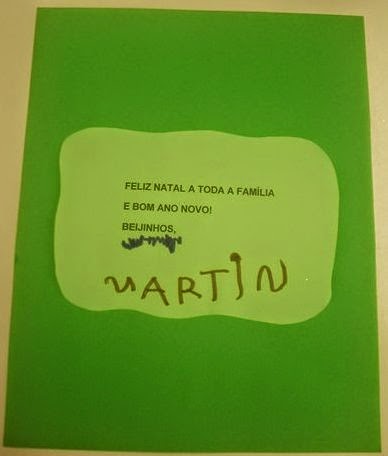 FELIZ NATAL A TODA A FAMÍLIA
E BOM ANO NOVO!
BEIJINHOS,
MARTIN